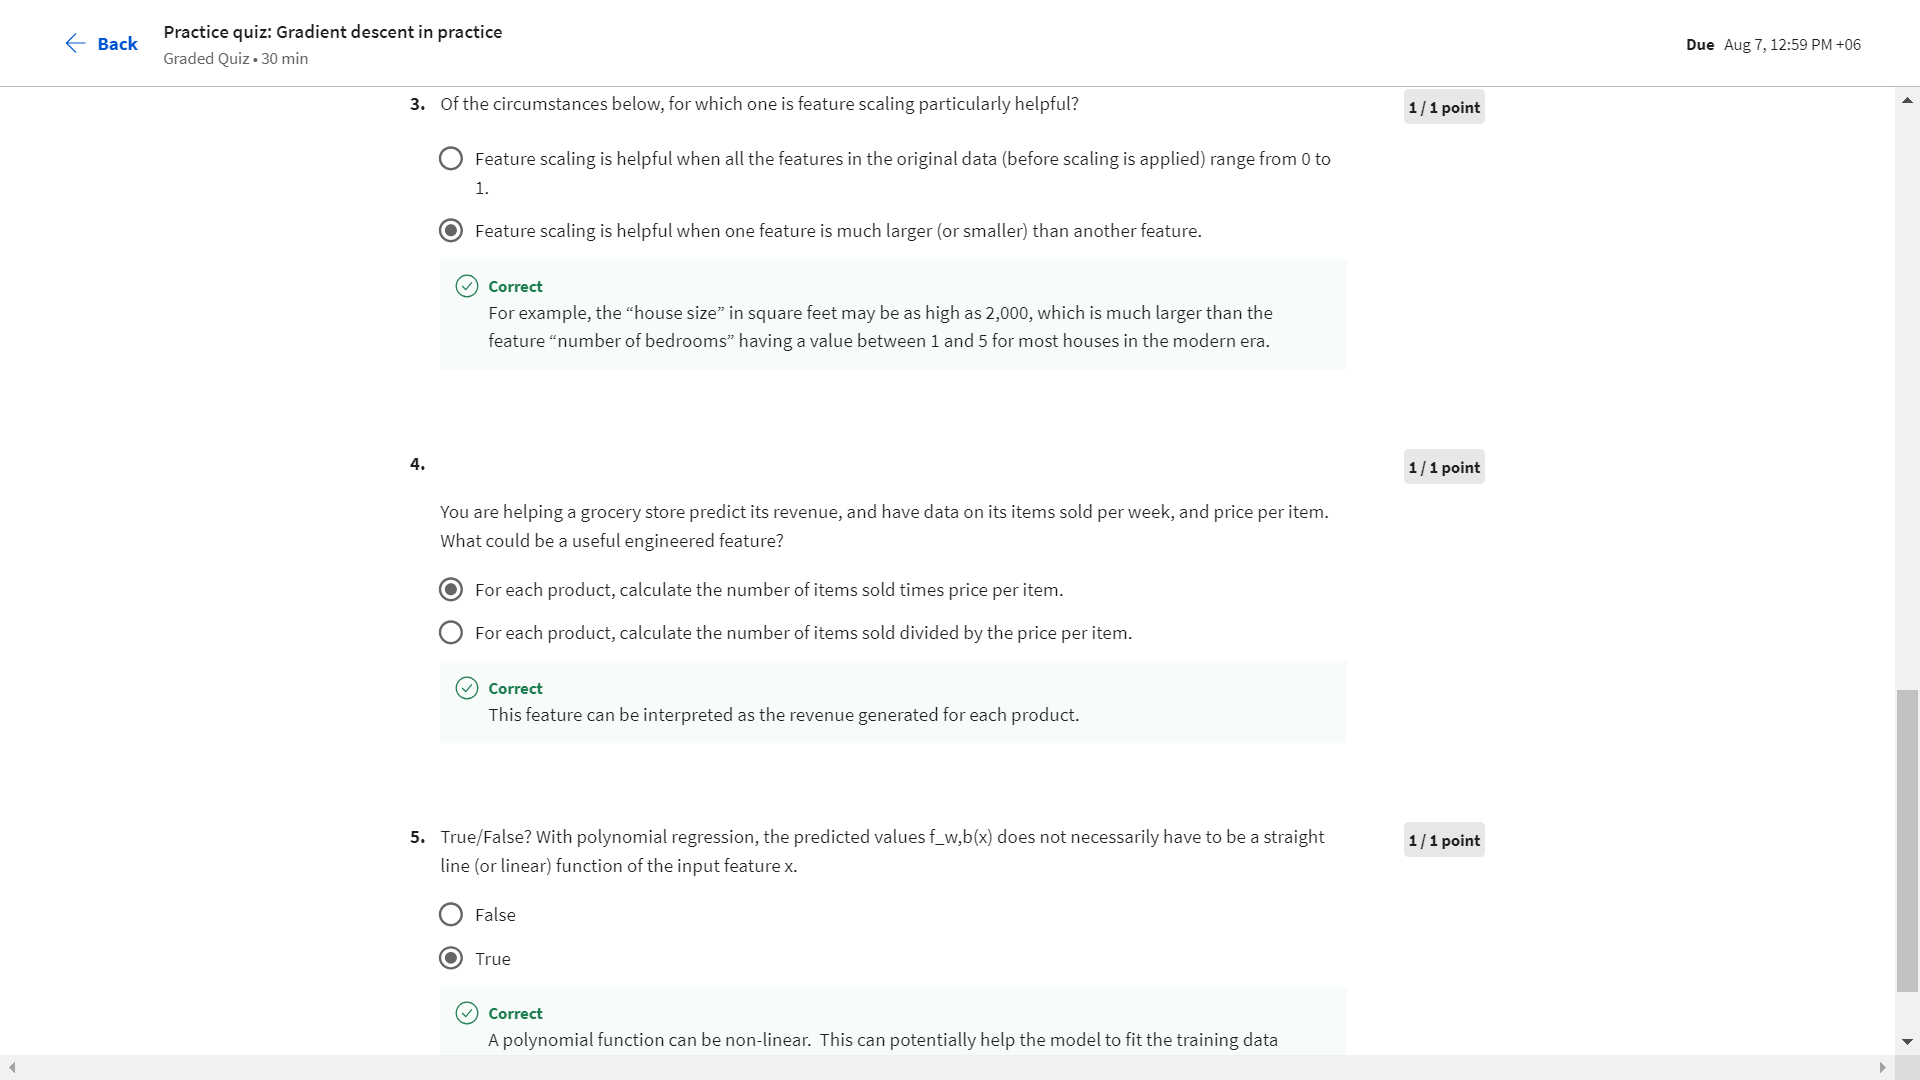 Back
Practice quiz: Gradient descent in practice
Graded Quiz • 30 min
Due Aug 7, 12:59 PM +06
3. Of the circumstances below, for which one is feature scaling particularly helpful?
1 / 1 point
Feature scaling is helpful when all the features in the original data (before scaling is applied) range from 0 to
1.
Feature scaling is helpful when one feature is much larger (or smaller) than another feature.
Correct
For example, the “house size” in square feet may be as high as 2,000, which is much larger than the
feature “number of bedrooms” having a value between 1 and 5 for most houses in the modern era.
4.
1 / 1 point
You are helping a grocery store predict its revenue, and have data on its items sold per week, and price per item.
What could be a useful engineered feature?
For each product, calculate the number of items sold times price per item.
For each product, calculate the number of items sold divided by the price per item.
Correct
This feature can be interpreted as the revenue generated for each product.
5. True/False? With polynomial regression, the predicted values f_w,b(x) does not necessarily have to be a straight
line (or linear) function of the input feature x.
1 / 1 point
False
True
Correct
A polynomial function can be non-linear.  This can potentially help the model to fit the training data